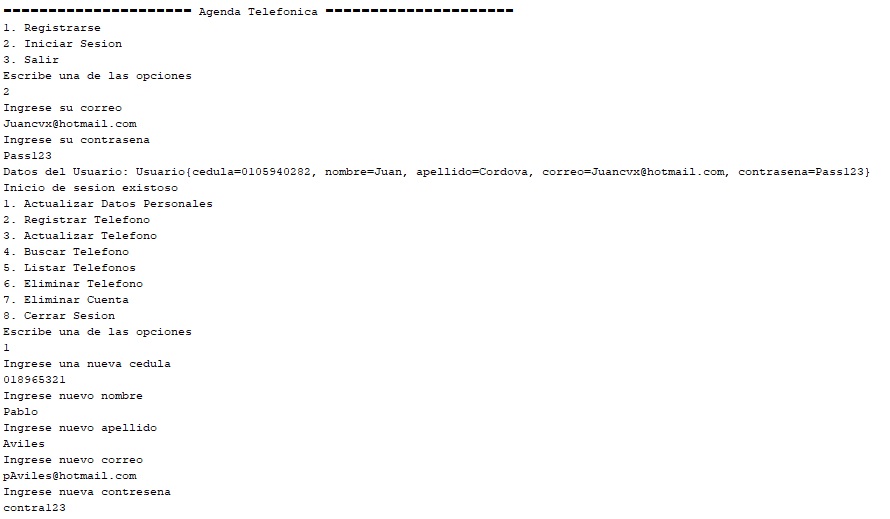 ===================== Agenda Telefonica =====================
1. Registrarse
2. Iniciar Sesion
3. Salir
Escribe una de las opciones
2
Ingrese su correo
Juancvx@hotmail.com
Ingrese su contrasena
Pass123
Datos del Usuario: Usuario{cedula=0105940282, nombre=Juan, apellido=Cordova, correo=Juancvx@hotmail.com, contrasena=Pass123}
Inicio de sesion existoso
1. Actualizar Datos Personales
2. Registrar Telefono
3. Actualizar Telefono
4. Buscar Telefono
5. Listar Telefonos
6. Eliminar Telefono
7. Eliminar Cuenta
8. Cerrar Sesion
Escribe una de las opciones
1
Ingrese una nueva cedula
018965321
Ingrese nuevo nombre
Pablo
Ingrese nuevo apellido
Aviles
Ingrese nuevo correo
pAviles@hotmail.com
Ingrese nueva contresena
contra123